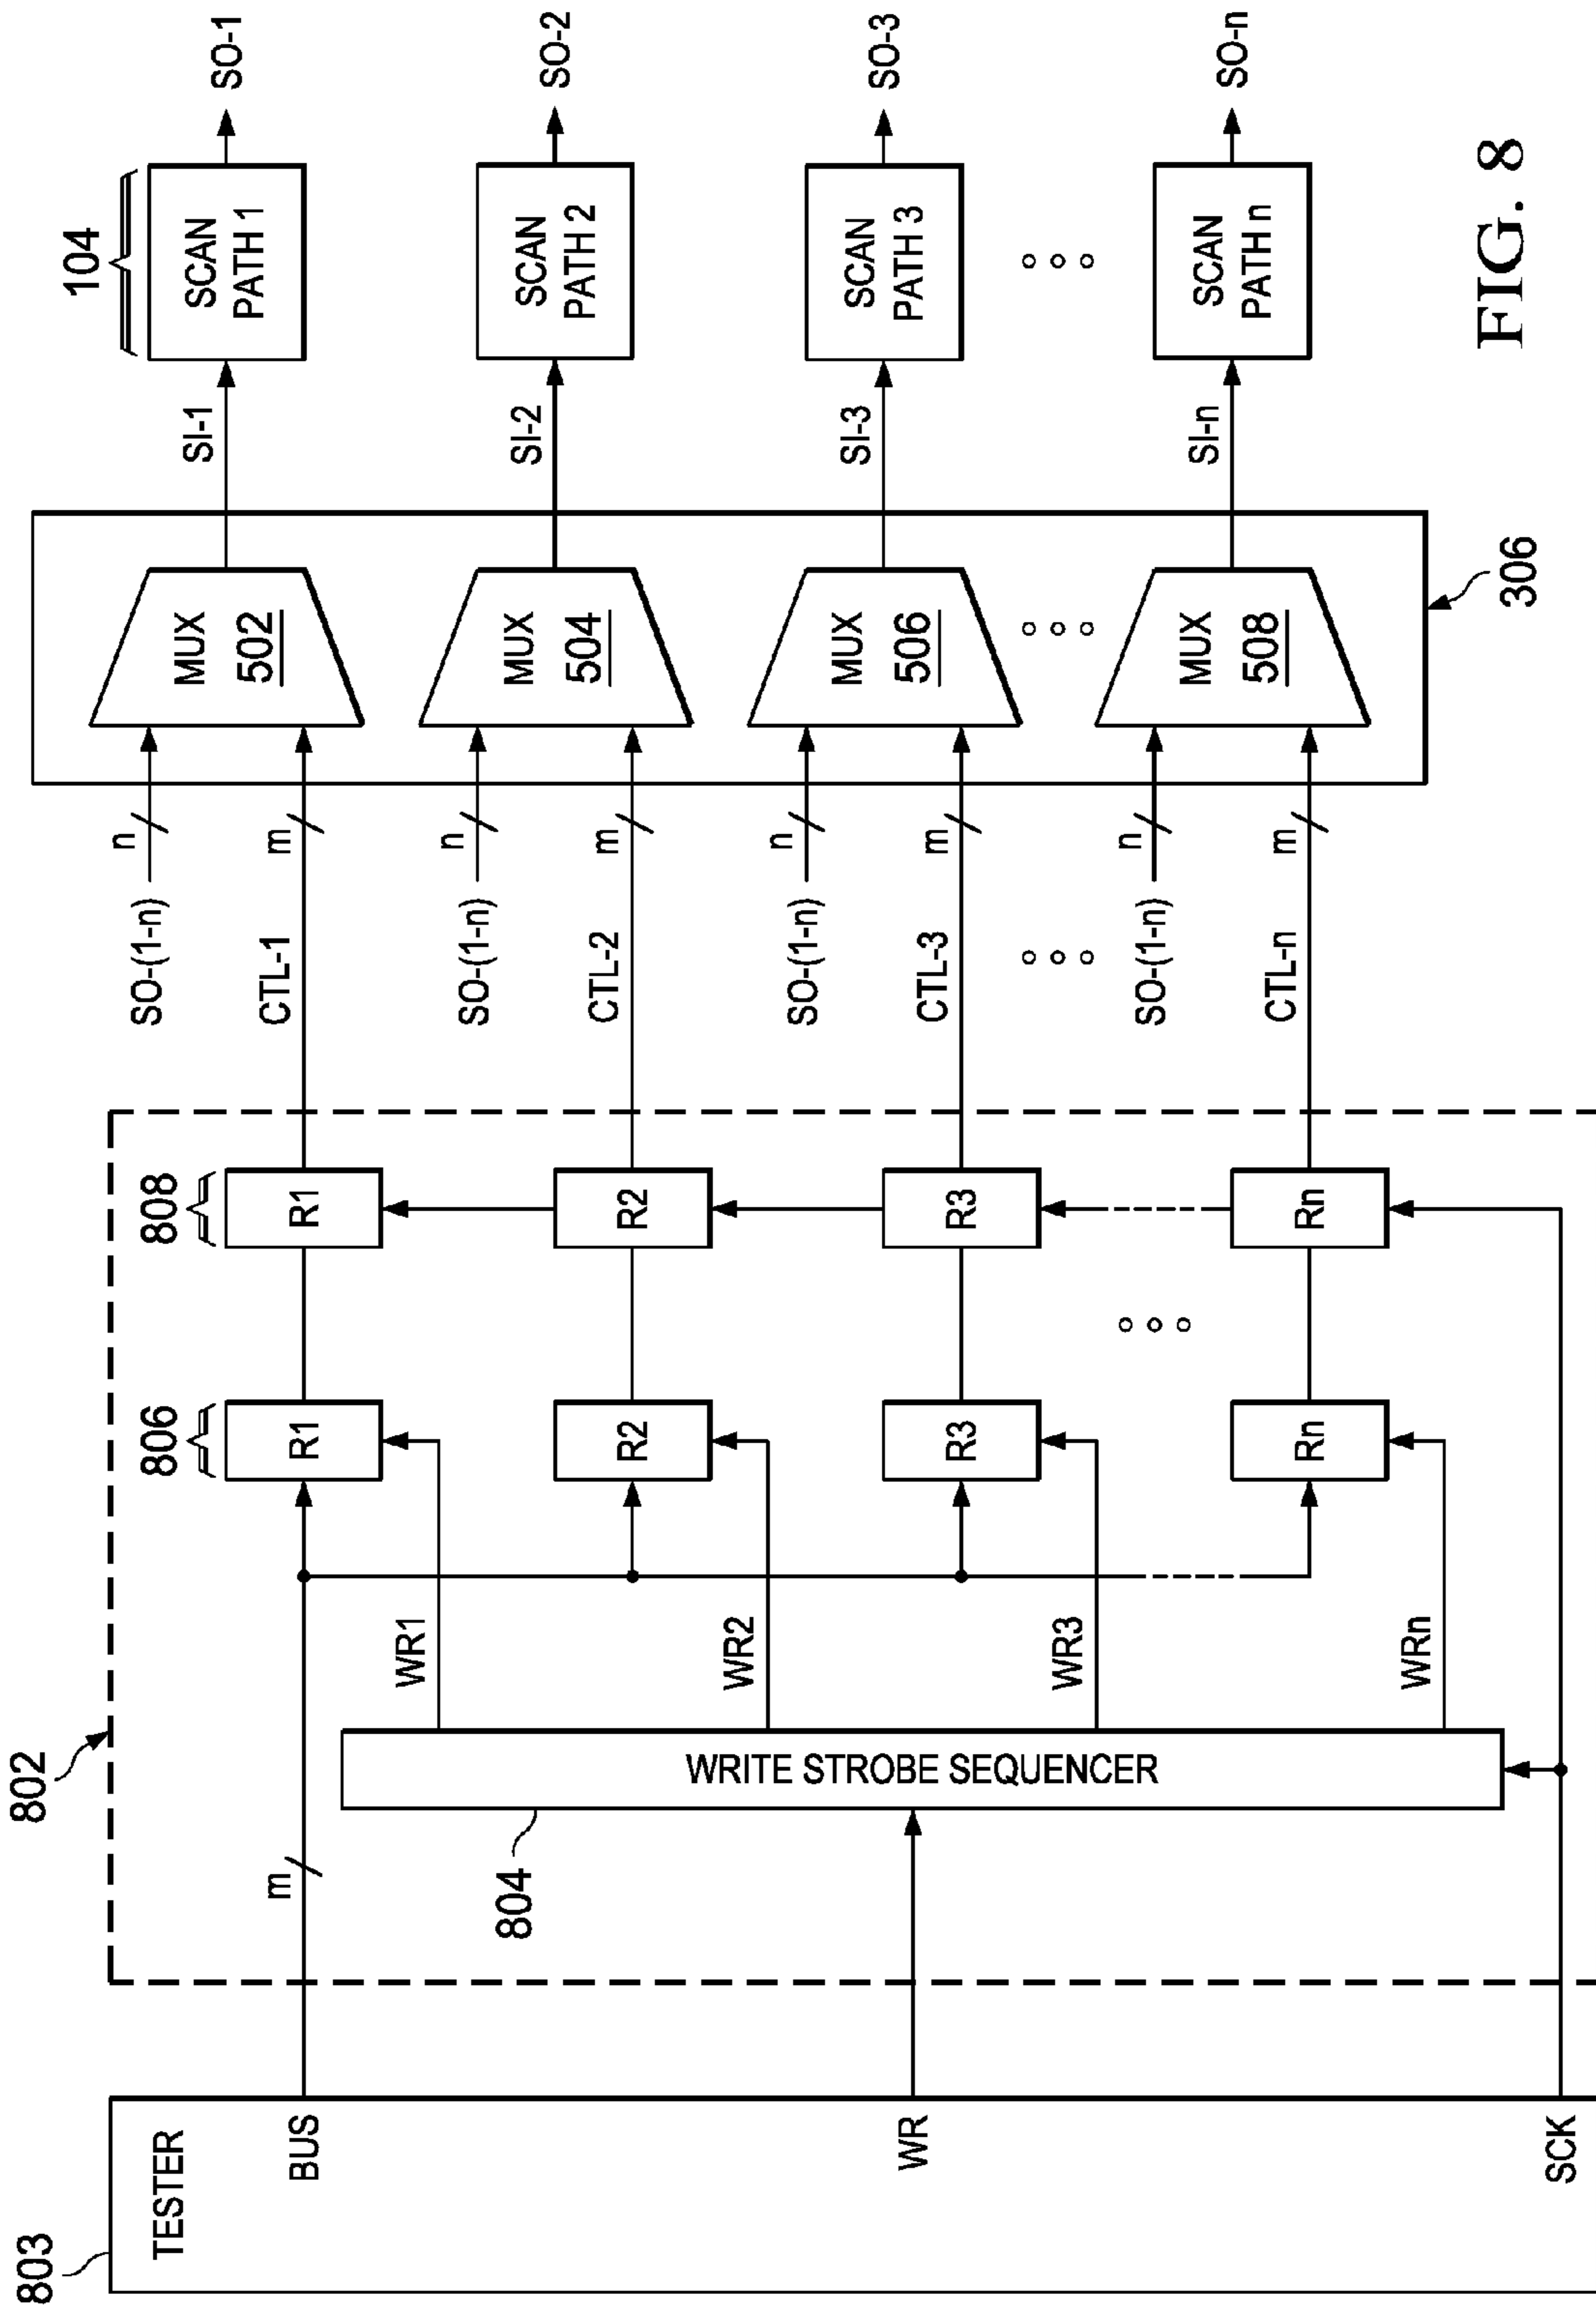 803
TESTER
BUS
WR
SCK
802
m
804
WRITE STROBE SEQUENCER
WR1
WR2
WR3
WRn
806
R1
R2
R3
Rn
808
R1
R2
R3
Rn
SO-(1-n)
n
CTL-1
m
SO-(1-n)
n
CTL-2
m
SO-(1-n)
n
CTL-3
m
SO-(1-n)
n
CTL-n
m
MUX
502
MUX
504
MUX
506
MUX
508
306
SI-1
SI-2
SI-3
SI-n
104
SCAN
PATH 1
SCAN
PATH 2
SCAN
PATH 3
SCAN
PATH n
SO-1
SO-2
SO-3
SO-n
FIG. 8